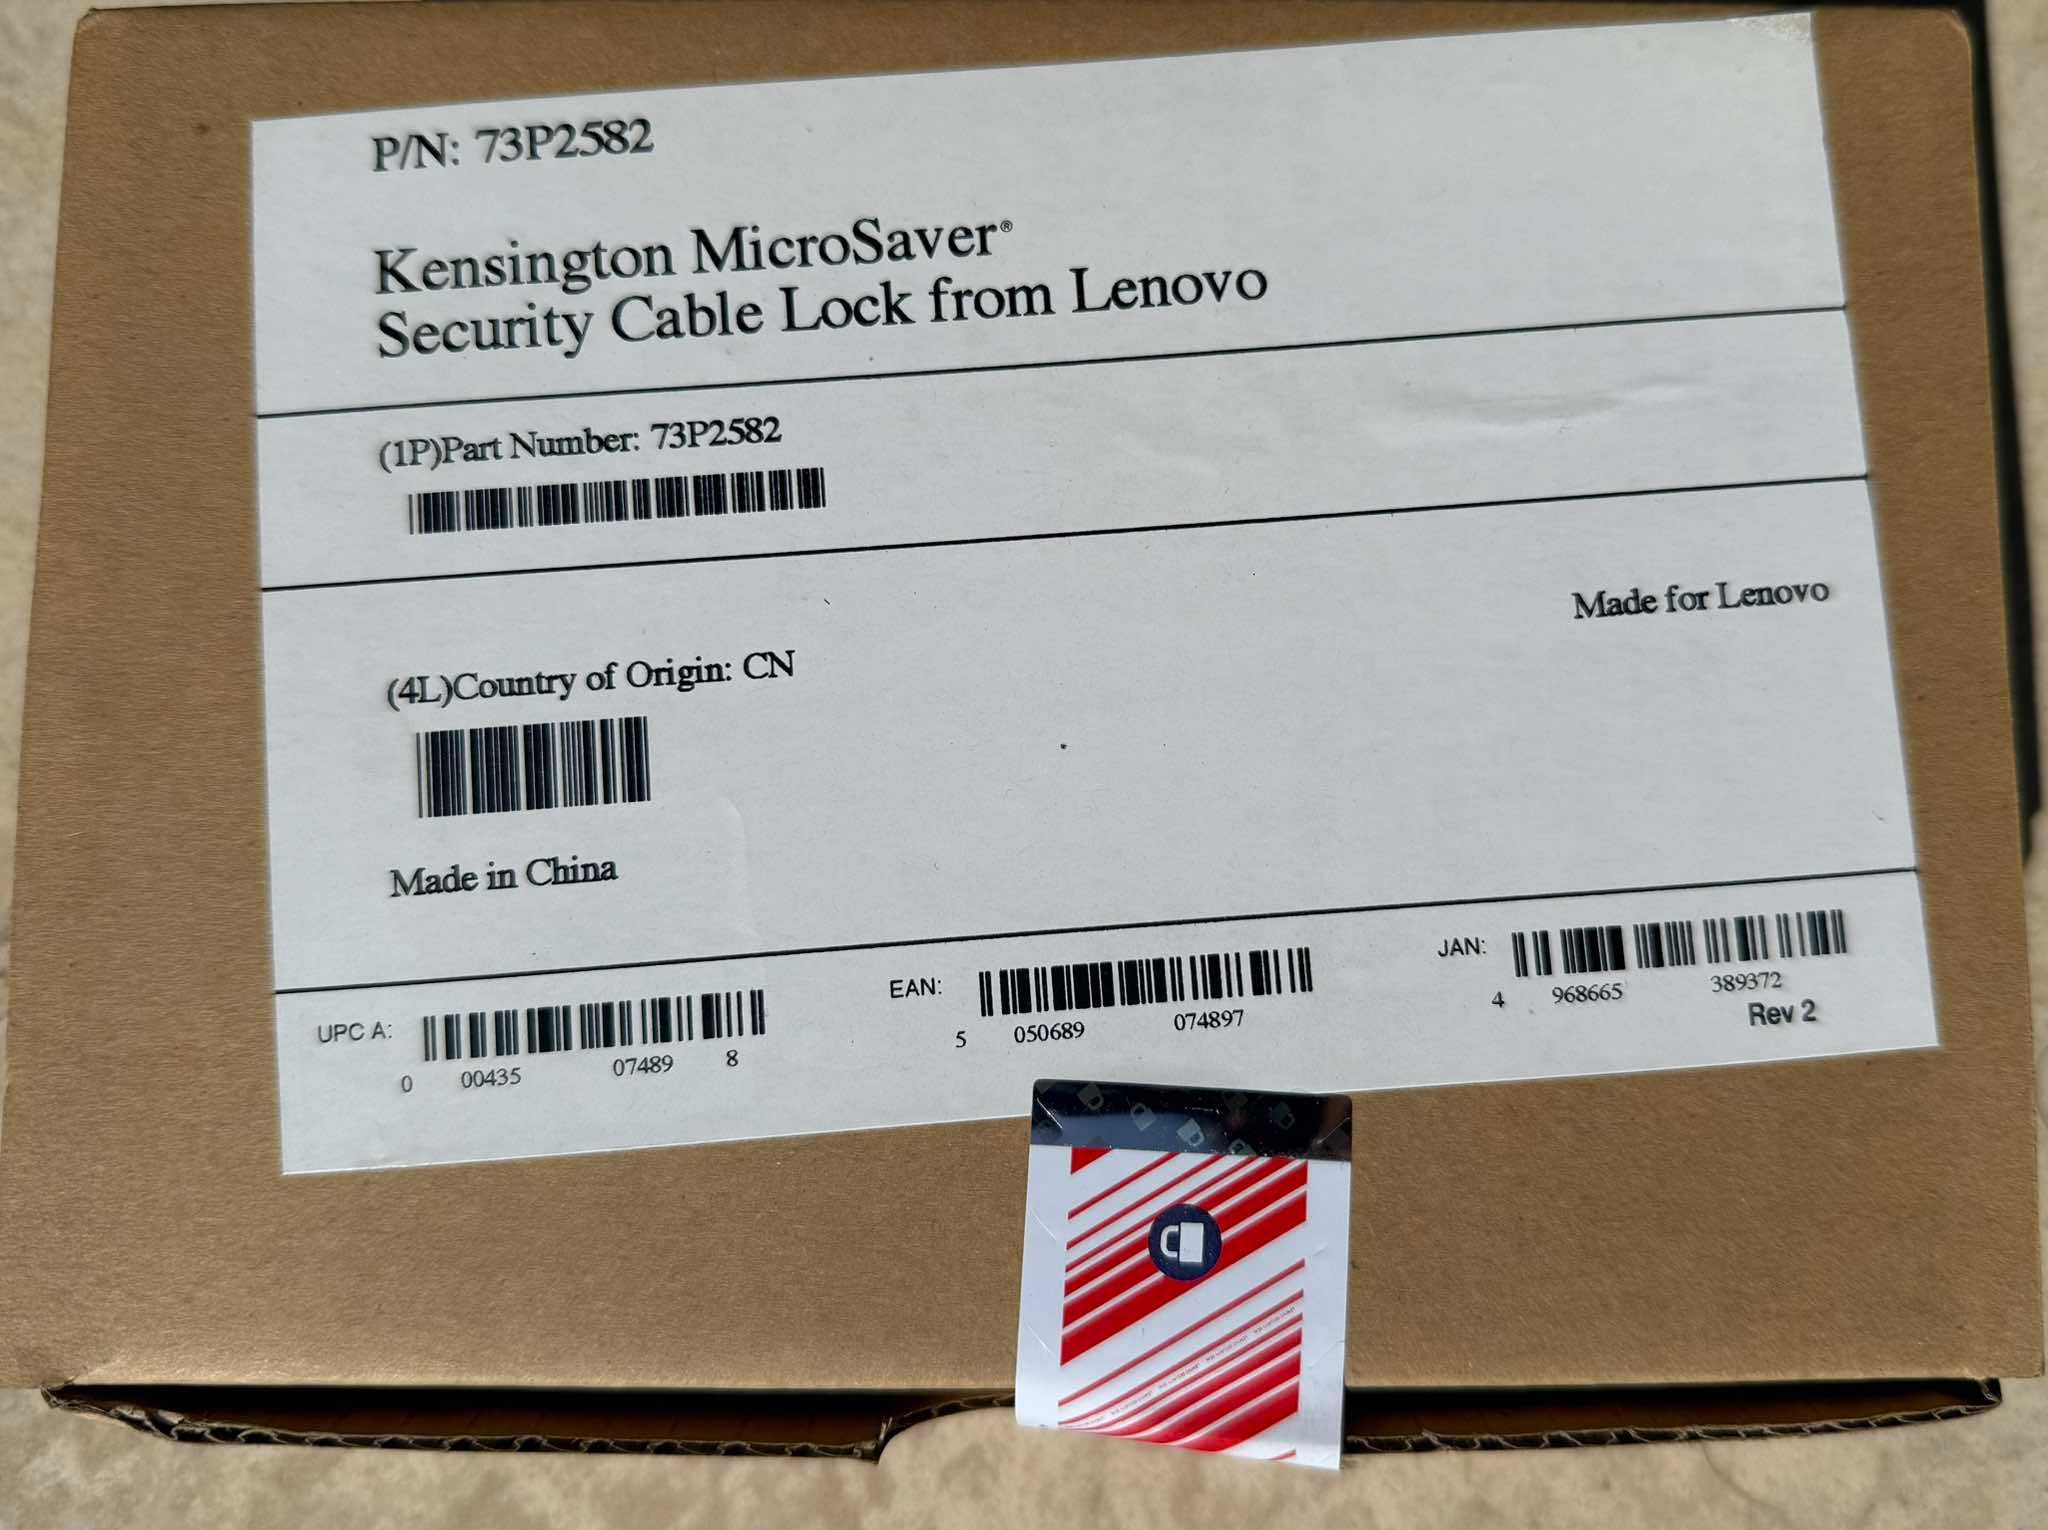 P/N: 73P2582
Kensington MicroSaver®
Security Cable Lock from Lenovo
(1P)Part Number: 73P2582
Made for Lenovo
(4L)Country of Origin: CN
Made in China
UPC A:
0 00435 07489 8
EAN:
5 050689 074897
JAN:
4 968665 389372
Rev 2